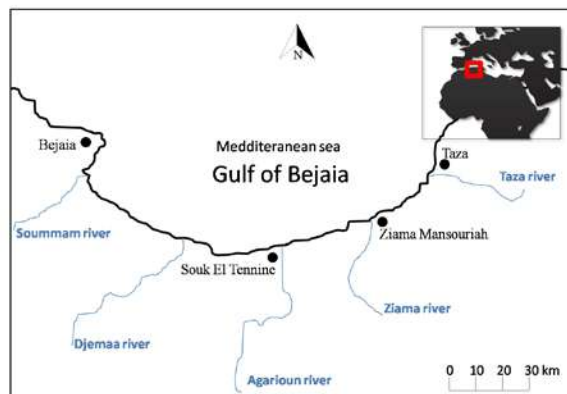 N
Bejaia
Medditeranean sea
Gulf of Bejaia
Taza
Taza river
Soummam river
Ziama Mansouriah
Souk El Tennine
Ziama river
Djemaa river
Agarioun river
0 10 20 30 km